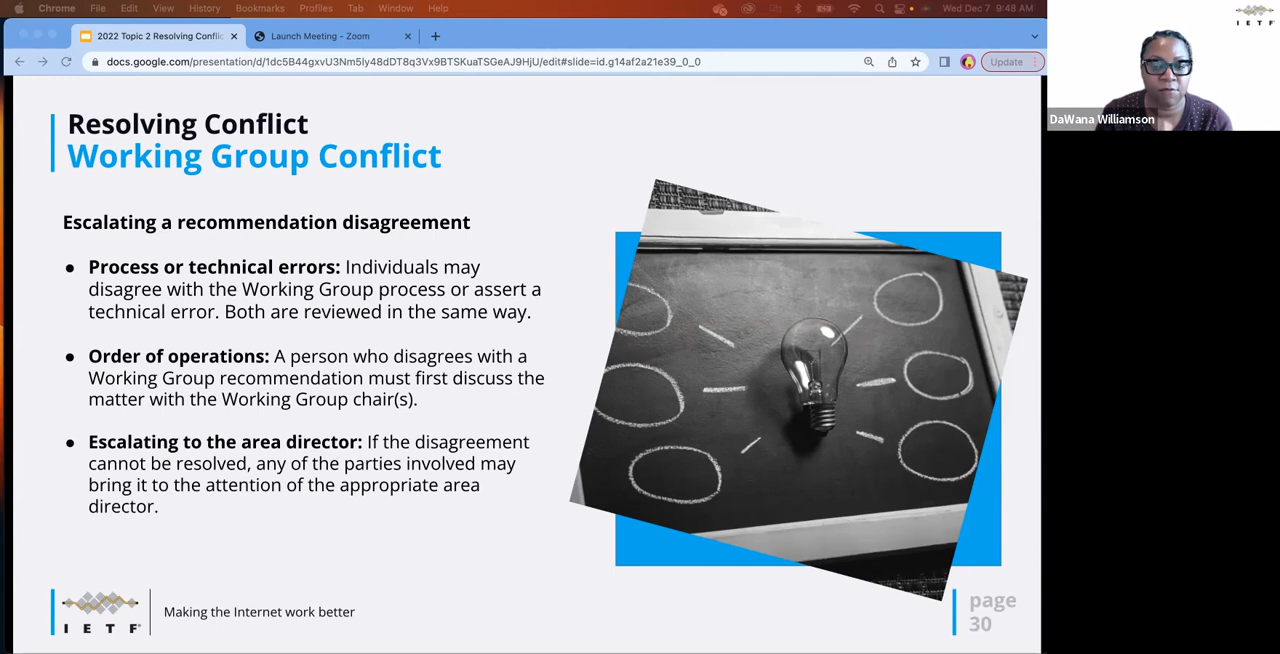 Chrome File Edit View History Bookmarks Profiles Tab Window Help Wed Dec 7 9:48 AM
2022 Topic 2 Resolving Conflic Launch Meeting - Zoom
docs.google.com/presentation/d/1dc5B44gxvU3Nm5ly48dDT8q3Vx9BTSKuaTSGeAJ9HjU/edit#slide=id.g14af2a21e39_0_0 Update
IETF
DaWana Williamson
Resolving Conflict
Working Group Conflict
Escalating a recommendation disagreement
● Process or technical errors: Individuals may
disagree with the Working Group process or assert a
technical error. Both are reviewed in the same way.
● Order of operations: A person who disagrees with a
Working Group recommendation must first discuss the
matter with the Working Group chair(s).
● Escalating to the area director: If the disagreement
cannot be resolved, any of the parties involved may
bring it to the attention of the appropriate area
director.
I E T F®
Making the Internet work better
page
30